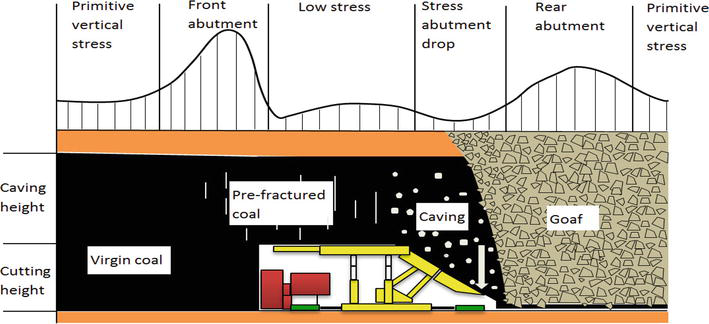 Primitive
vertical
stress
Front
abutment
Low stress
Stress
abutment
drop
Rear
abutment
Primitive
vertical
stress
Caving
height
Pre-fractured
coal
Caving
Goaf
Virgin coal
Cutting
height